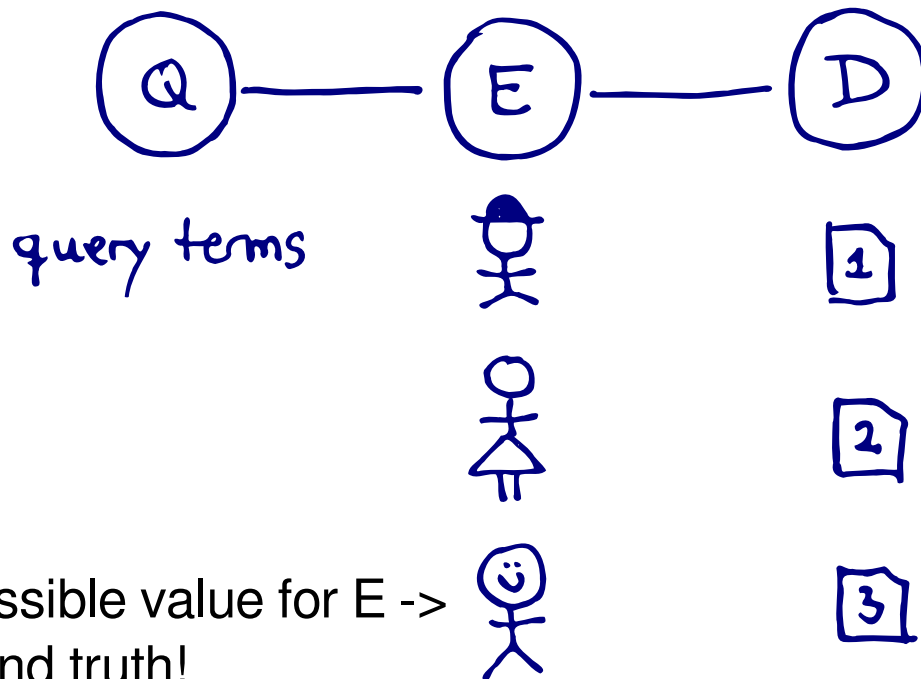 Q E D
query terms
1
2
ssible value for E ->
3
nd truth!